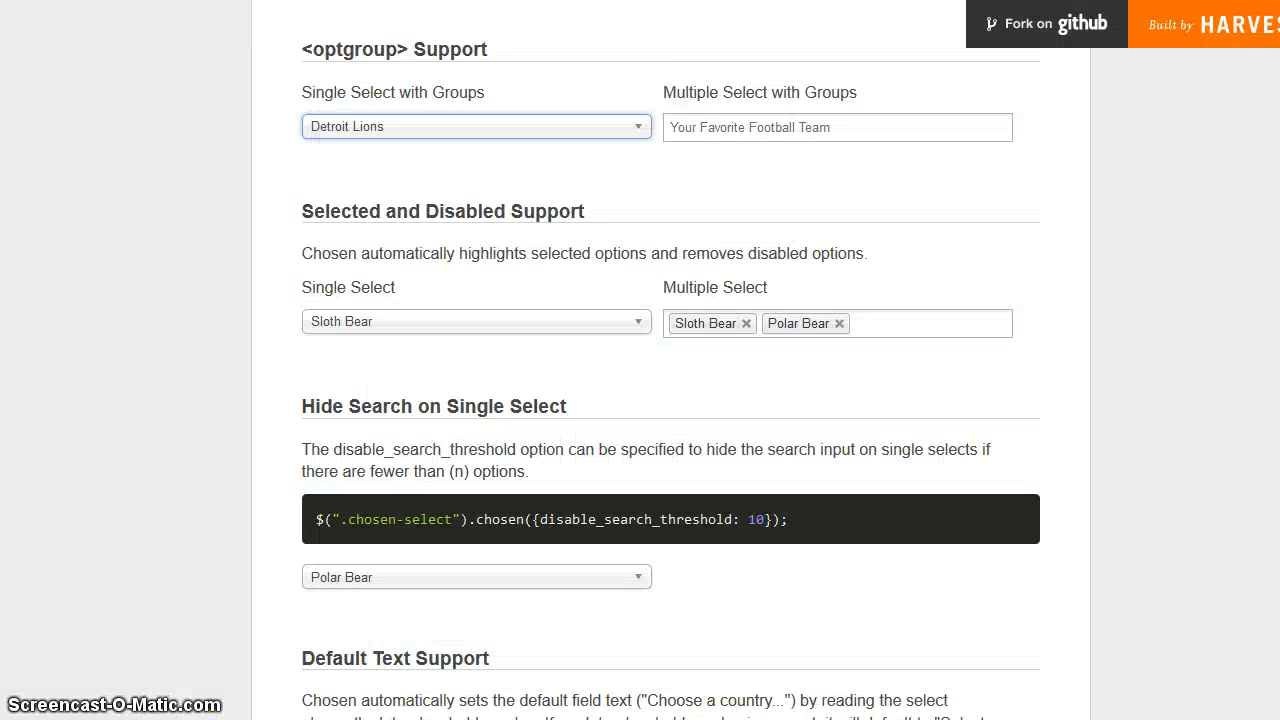 Fork on github
Built by HARVES
<optgroup> Support
Single Select with Groups
Multiple Select with Groups
Detroit Lions
Your Favorite Football Team
Selected and Disabled Support
Chosen automatically highlights selected options and removes disabled options.
Single Select
Multiple Select
Sloth Bear
Sloth Bear
Polar Bear
Hide Search on Single Select
The disable_search_threshold option can be specified to hide the search input on single selects if
there are fewer than (n) options.
$(".chosen-select").chosen({disable_search_threshold: 10});
Polar Bear
Default Text Support
Chosen automatically sets the default field text ("Choose a country...") by reading the select
Screencast-O-Matic.com